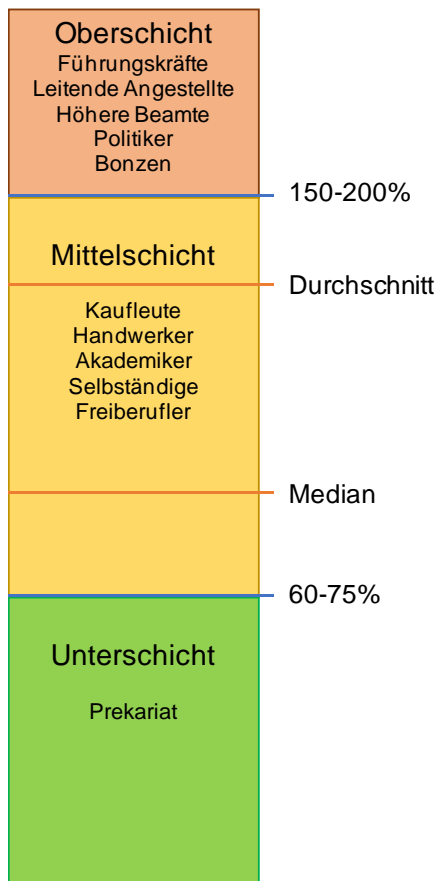 Oberschicht
Führungskräfte
Leitende Angestellte
Höhere Beamte
Politiker
Bonzen
150-200%
Mittelschicht
Durchschnitt
Kaufleute
Handwerker
Akademiker
Selbständige
Freiberufler
Median
60-75%
Unterschicht
Prekariat